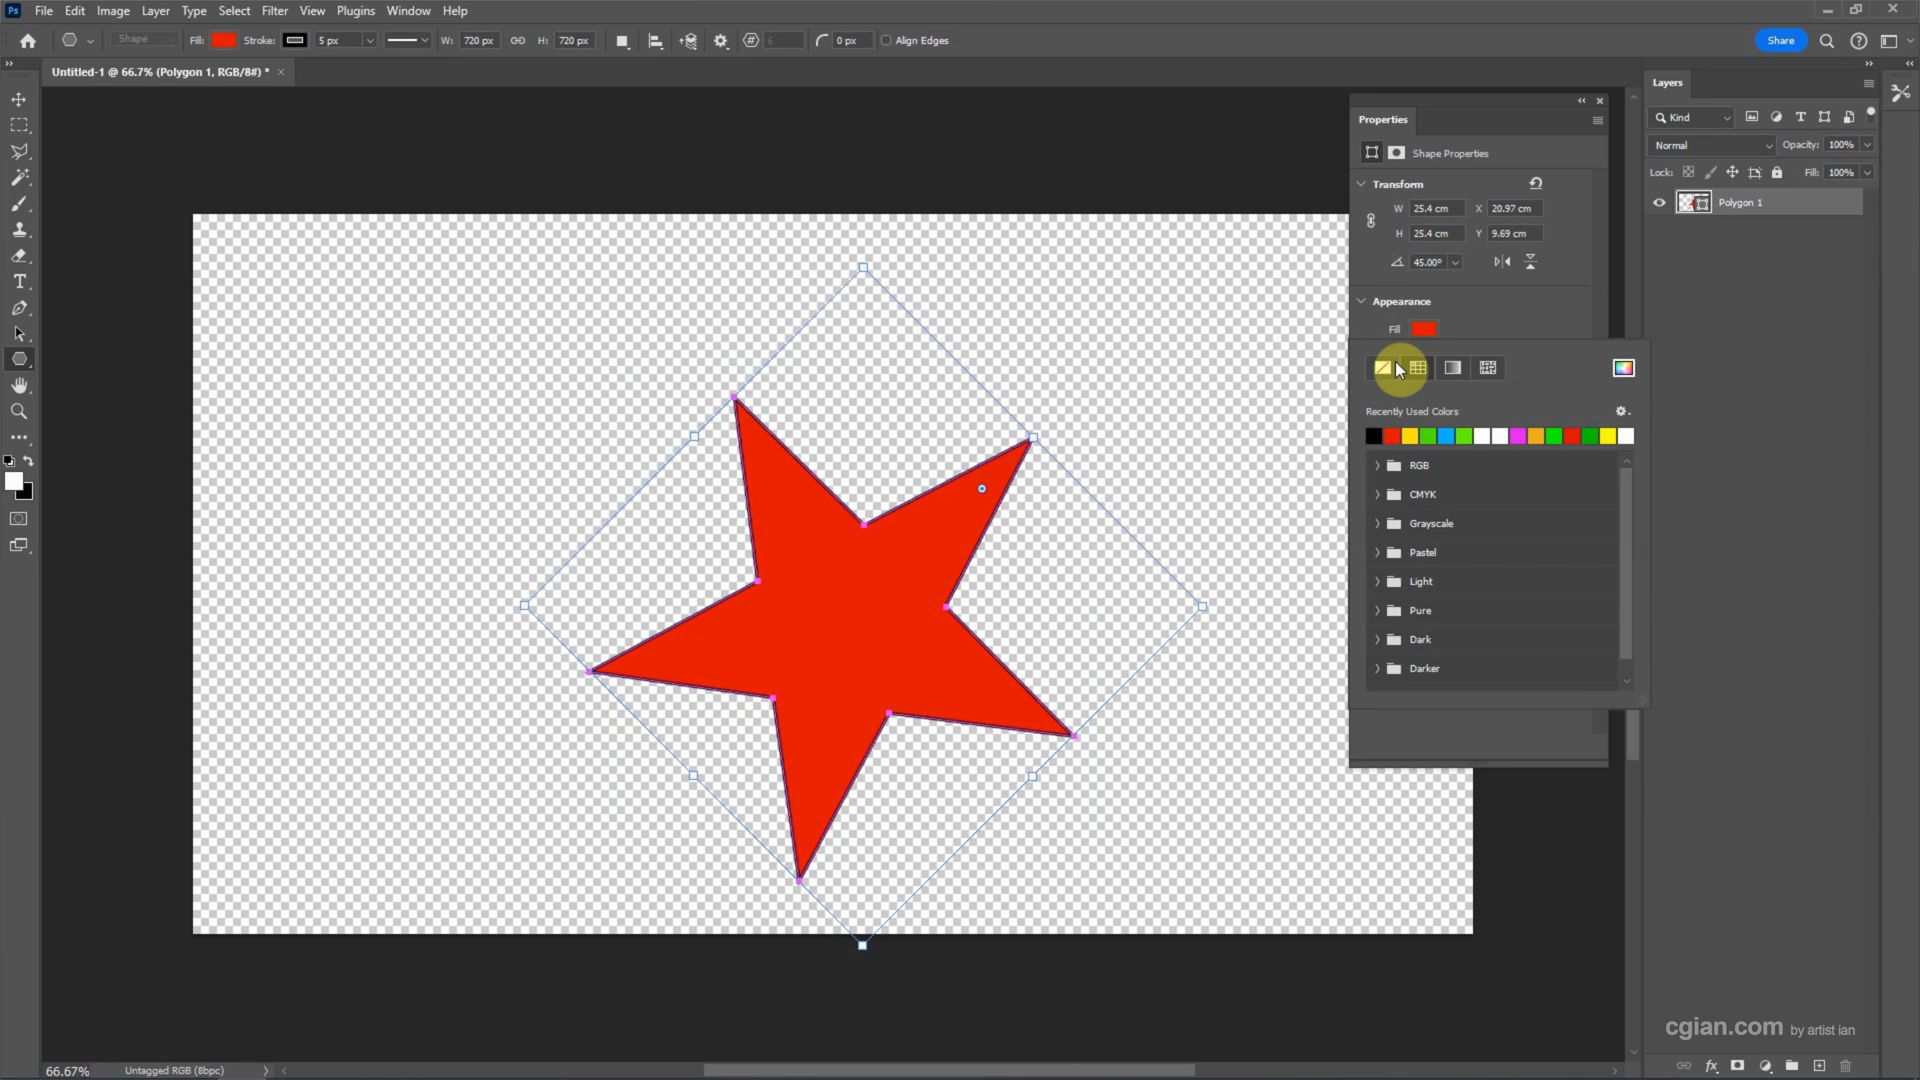 Ps File Edit Image Layer Type Select Filter View Plugins Window Help
Shape Fill: Stroke: 5 px W: 720 px H: 720 px 6 0 px Align Edges Share
Untitled-1 @ 66.7% (Polygon 1, RGB/8#) * ×
Properties
Shape Properties
Transform
W 25.4 cm X 20.97 cm
H 25.4 cm Y 9.69 cm
45.00°
Appearance
Fill
Recently Used Colors
RGB
CMYK
Grayscale
Pastel
Light
Pure
Dark
Darker
Layers
Kind
Normal Opacity: 100%
Lock: Fill: 100%
Polygon 1
cgian.com by artist ian
66.67% Untagged RGB (8bpc)